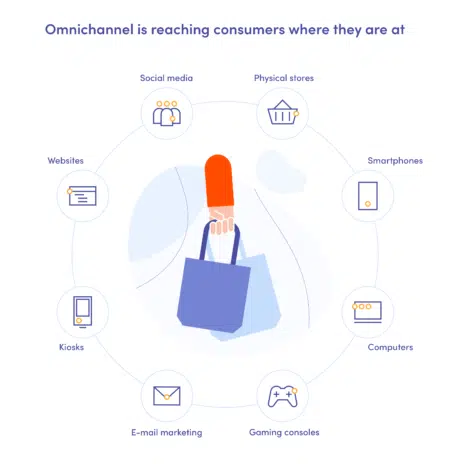 Omnichannel is reaching consumers where they are at
Social media
Physical stores
Websites
Smartphones
Kiosks
Computers
E-mail marketing
Gaming consoles